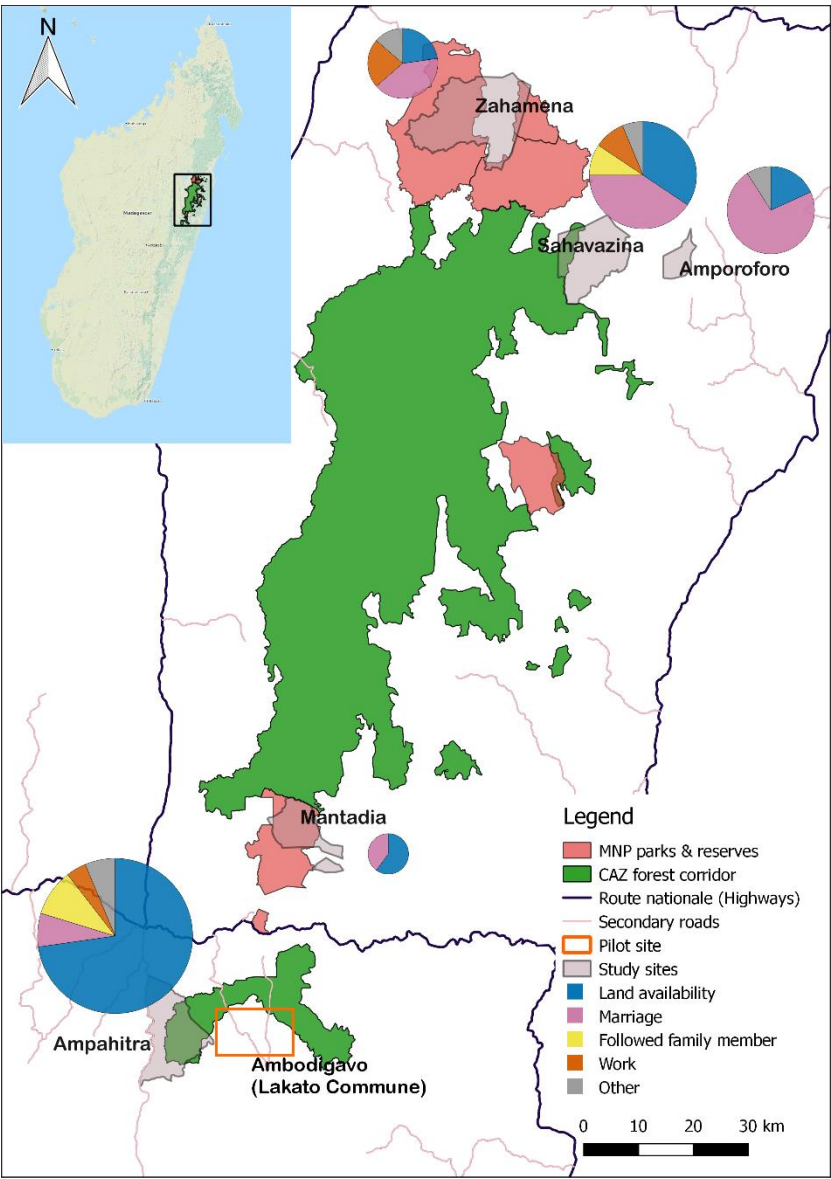 N
Zahamena
Sahavazina
Amporoforo
Mantadia
Ampahitra
Ambodigavo
(Lakato Commune)
Legend
MNP parks & reserves
CAZ forest corridor
Route nationale (Highways)
Secondary roads
Pilot site
Study sites
Land availability
Marriage
Followed family member
Work
Other
0 10 20 30 km